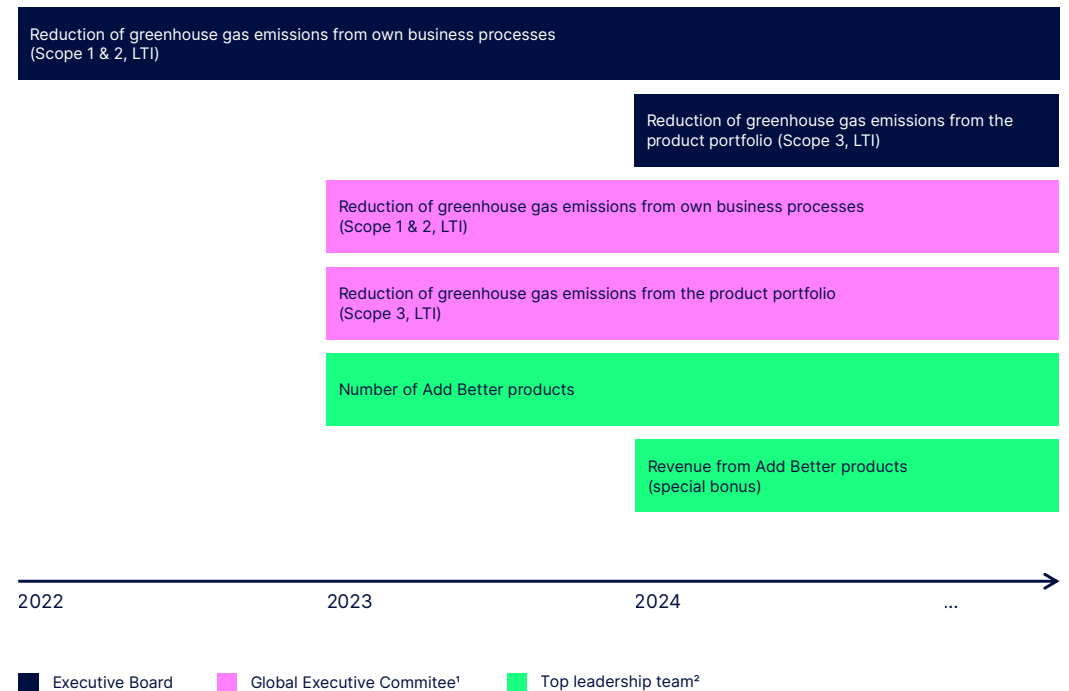 Reduction of greenhouse gas emissions from own business processes
(Scope 1 & 2, LTI)
Reduction of greenhouse gas emissions from the
product portfolio (Scope 3, LTI)
Reduction of greenhouse gas emissions from own business processes
(Scope 1 & 2, LTI)
Reduction of greenhouse gas emissions from the product portfolio
(Scope 3, LTI)
Number of Add Better products
Revenue from Add Better products
(special bonus)
2022 2023 2024 ...
Executive Board Global Executive Commitee¹ Top leadership team²